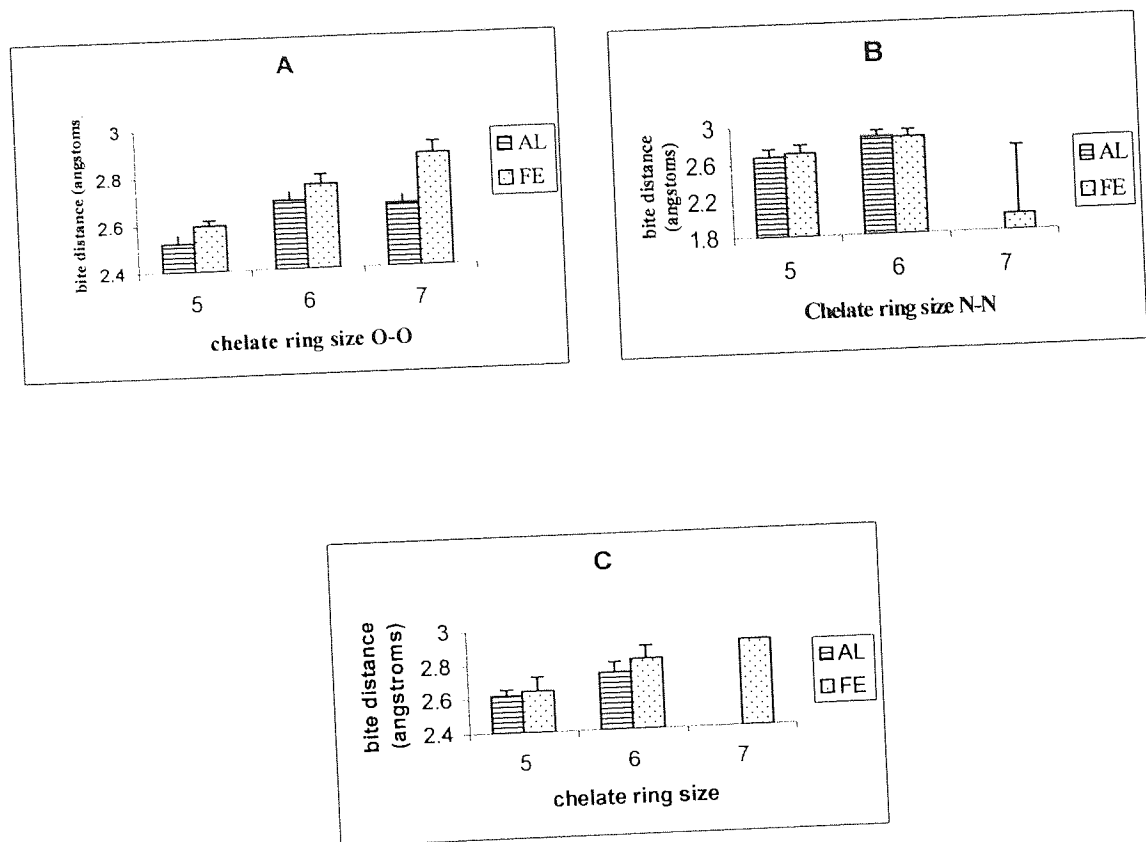 A
bite distance (angstoms
3
2.8
2.6
2.4
5 6 7
chelate ring size O-O
AL
FE
B
bite distance
(angstoms)
3
2.6
2.2
1.8
5 6 7
Chelate ring size N-N
AL
FE
C
bite distance
(angstroms)
3
2.8
2.6
2.4
5 6 7
chelate ring size
AL
FE